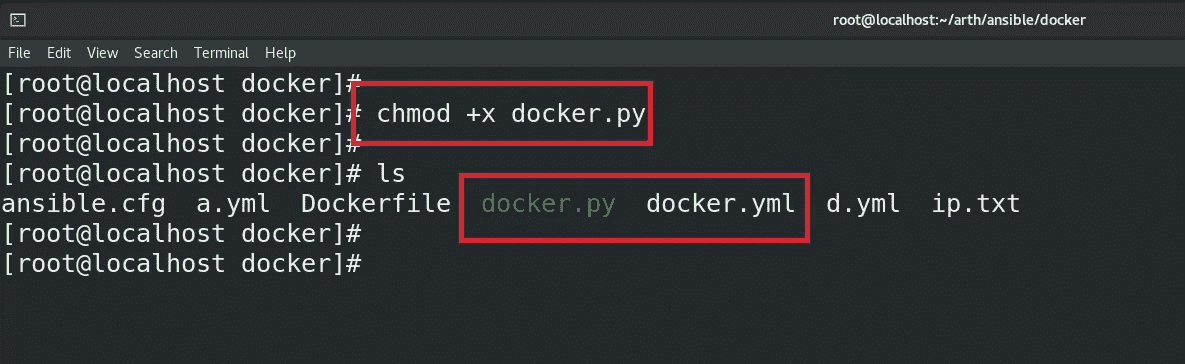 root@localhost:~/arth/ansible/docker
File Edit View Search Terminal Help
[root@localhost docker]#
[root@localhost docker]# chmod +x docker.py
[root@localhost docker]#
[root@localhost docker]# ls
ansible.cfg  a.yml  Dockerfile  docker.py  docker.yml  d.yml  ip.txt
[root@localhost docker]#
[root@localhost docker]#